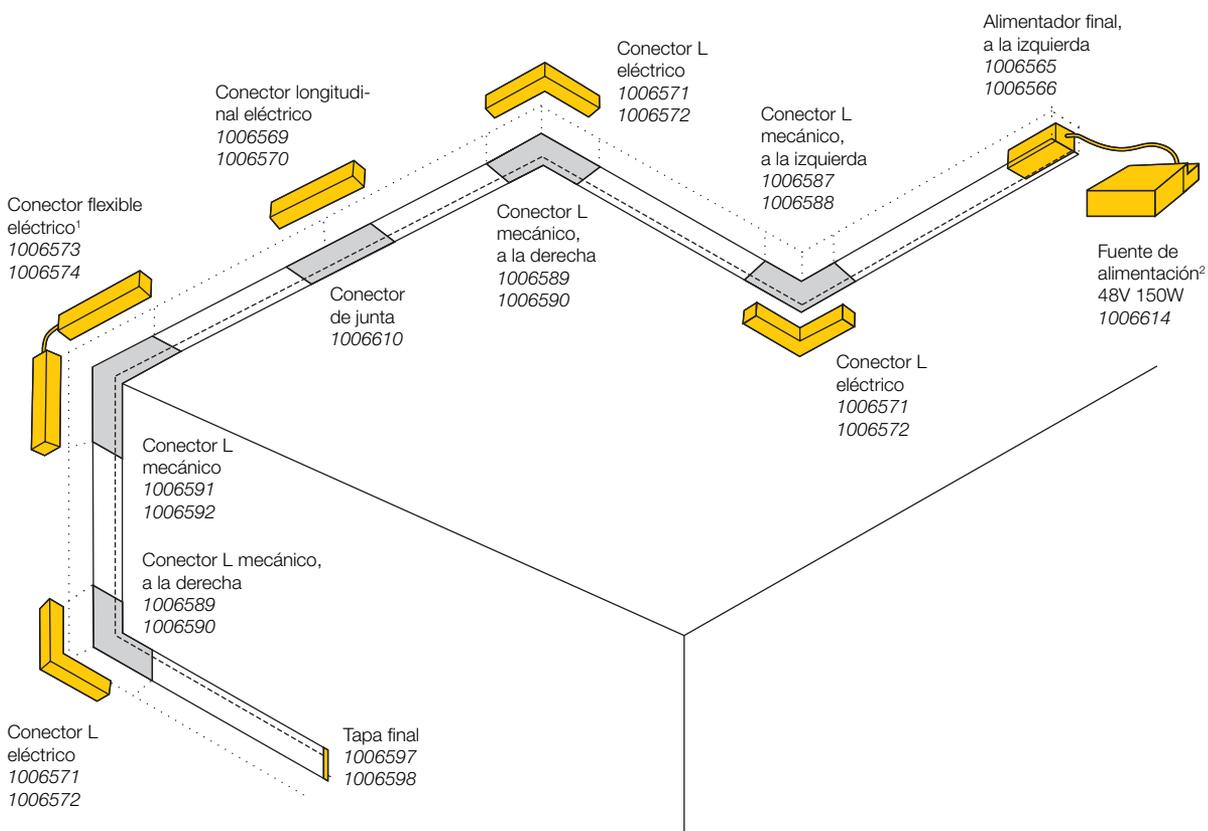 Alimentador final,
a la izquierda
1006565
1006566
Conector L
eléctrico
1006571
1006572
Conector longitudi-
nal eléctrico
1006569
1006570
Conector L
mecánico,
a la izquierda
1006587
1006588
Conector flexible
eléctrico¹
1006573
1006574
Conector L
mecánico,
a la derecha
1006589
1006590
Fuente de
alimentación²
48V 150W
1006614
Conector
de junta
1006610
Conector L
eléctrico
1006571
1006572
Conector L
mecánico
1006591
1006592
Conector L mecánico,
a la derecha
1006589
1006590
Conector L
eléctrico
1006571
1006572
Tapa final
1006597
1006598